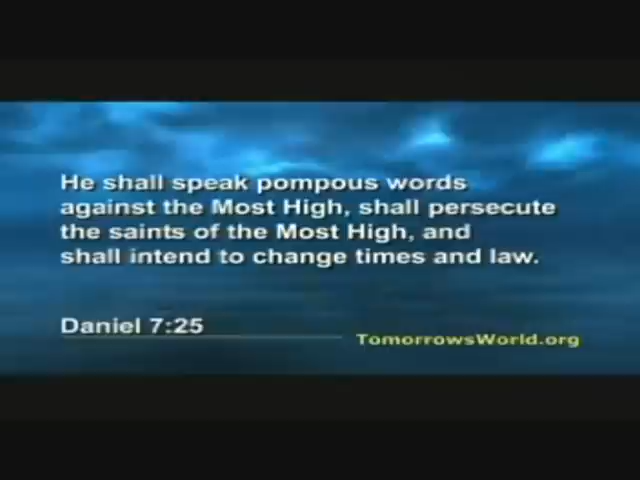 He shall speak pompous words
against the Most High, shall persecute
the saints of the Most High, and
shall intend to change times and law.
Daniel 7:25
TomorrowsWorld.org